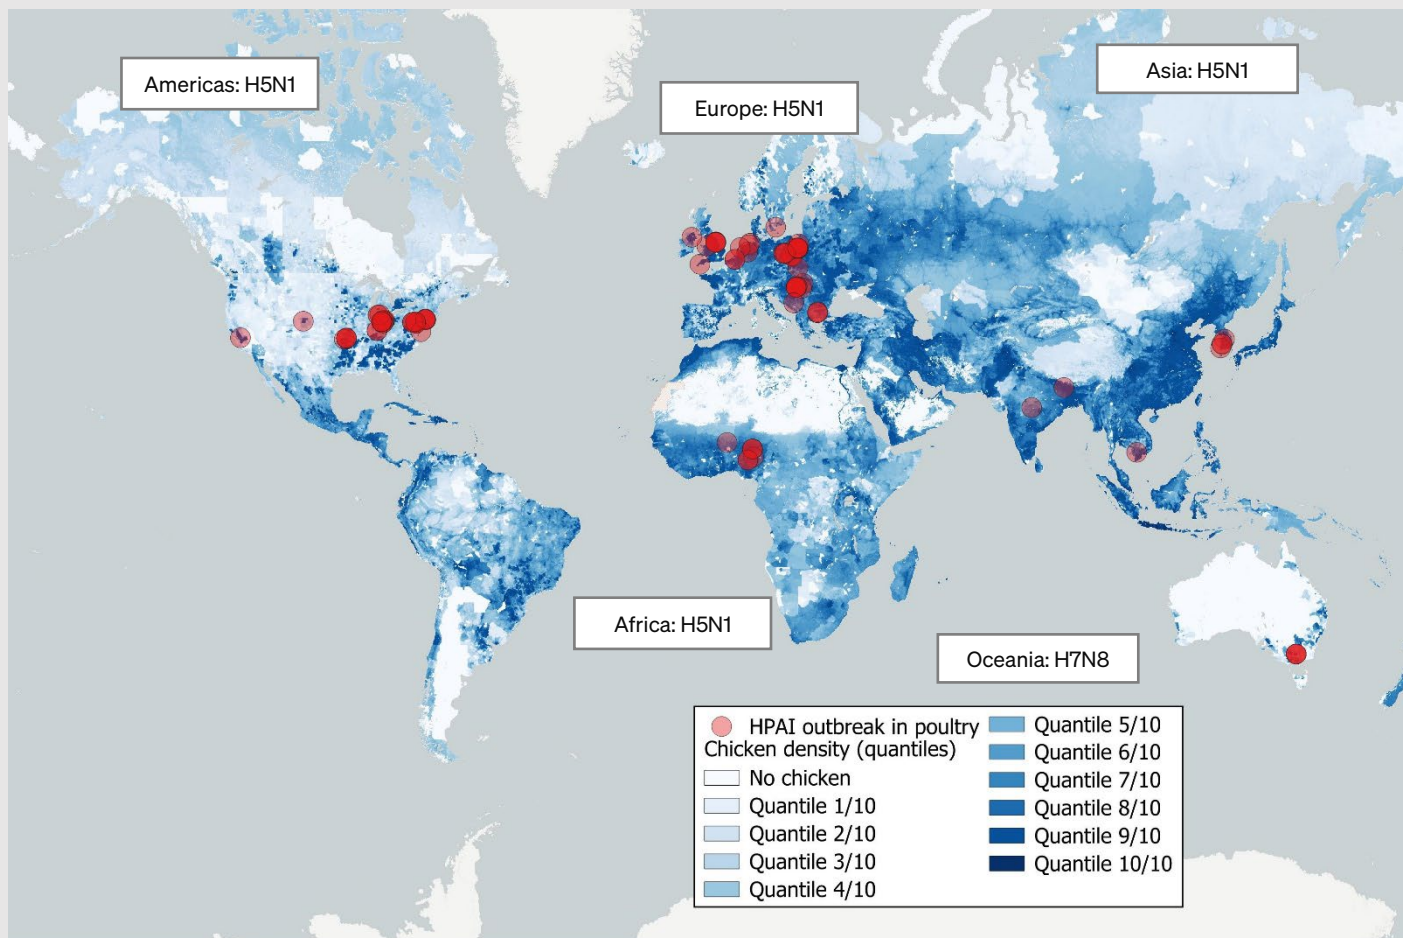 Americas: H5N1
Europe: H5N1
Asia: H5N1
Africa: H5N1
Oceania: H7N8
HPAI outbreak in poultry
Chicken density (quantiles)
No chicken
Quantile 1/10
Quantile 2/10
Quantile 3/10
Quantile 4/10
Quantile 5/10
Quantile 6/10
Quantile 7/10
Quantile 8/10
Quantile 9/10
Quantile 10/10